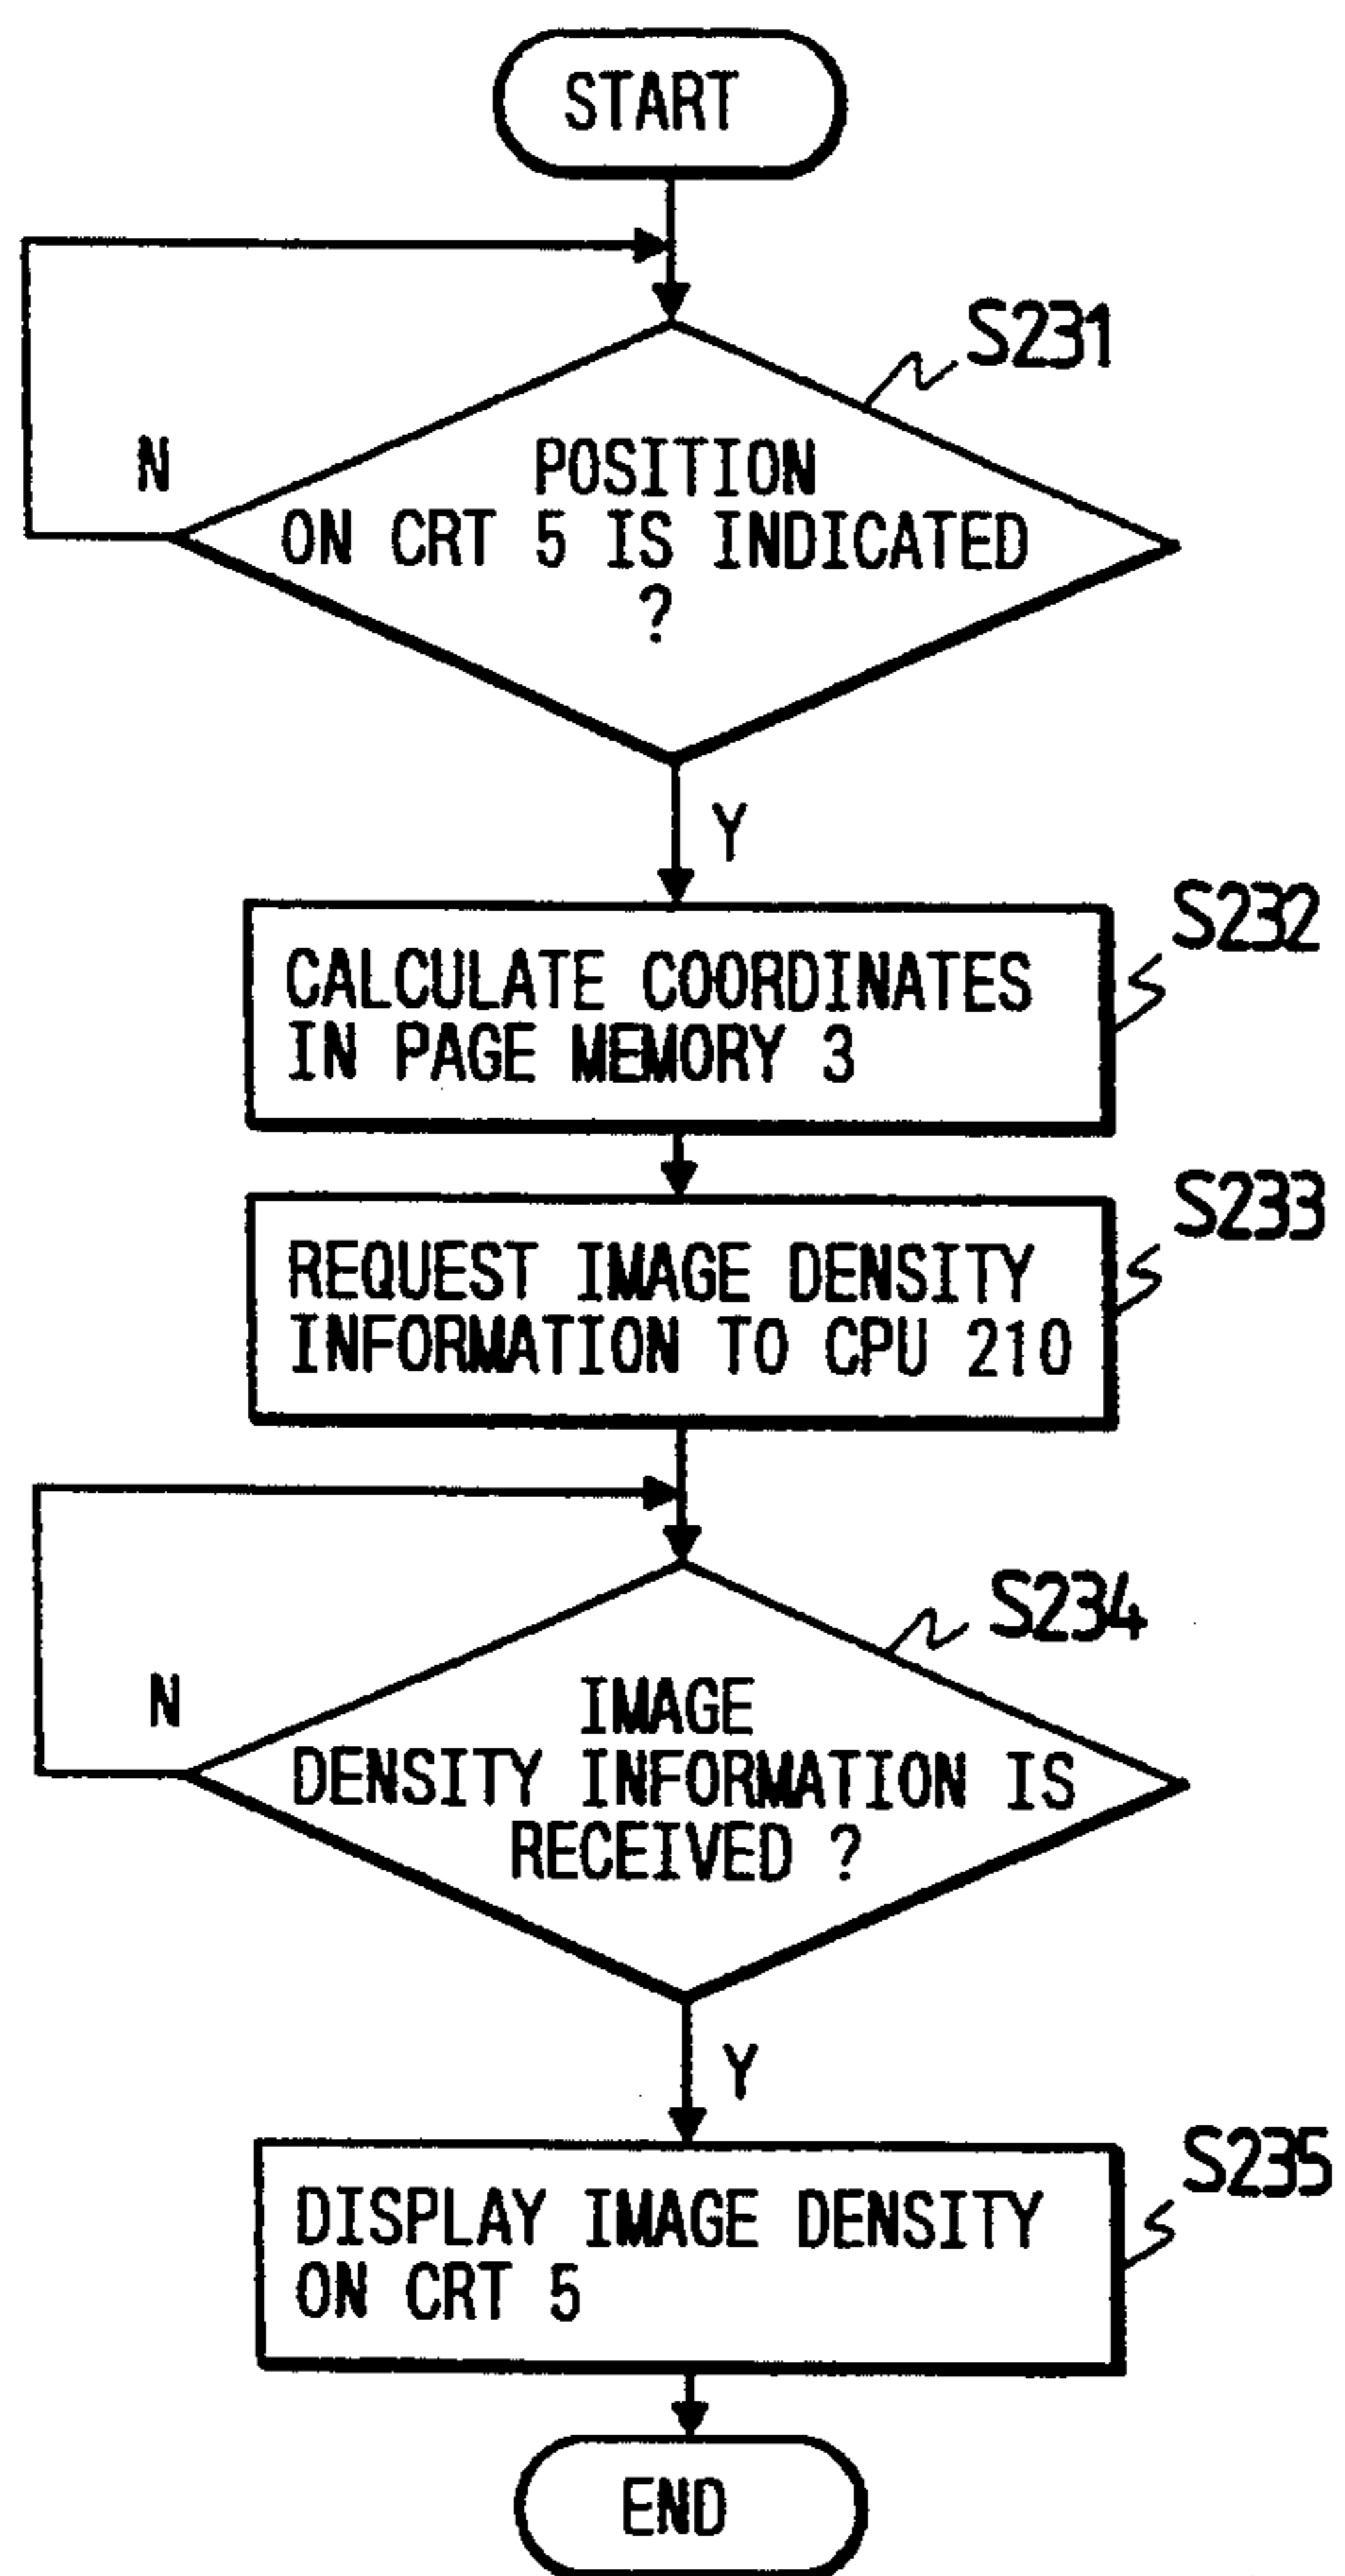 START
S231
N
POSITION
ON CRT 5 IS INDICATED
?
Y
S232
CALCULATE COORDINATES
IN PAGE MEMORY 3
S233
REQUEST IMAGE DENSITY
INFORMATION TO CPU 210
S234
N
IMAGE
DENSITY INFORMATION IS
RECEIVED ?
Y
S235
DISPLAY IMAGE DENSITY
ON CRT 5
END